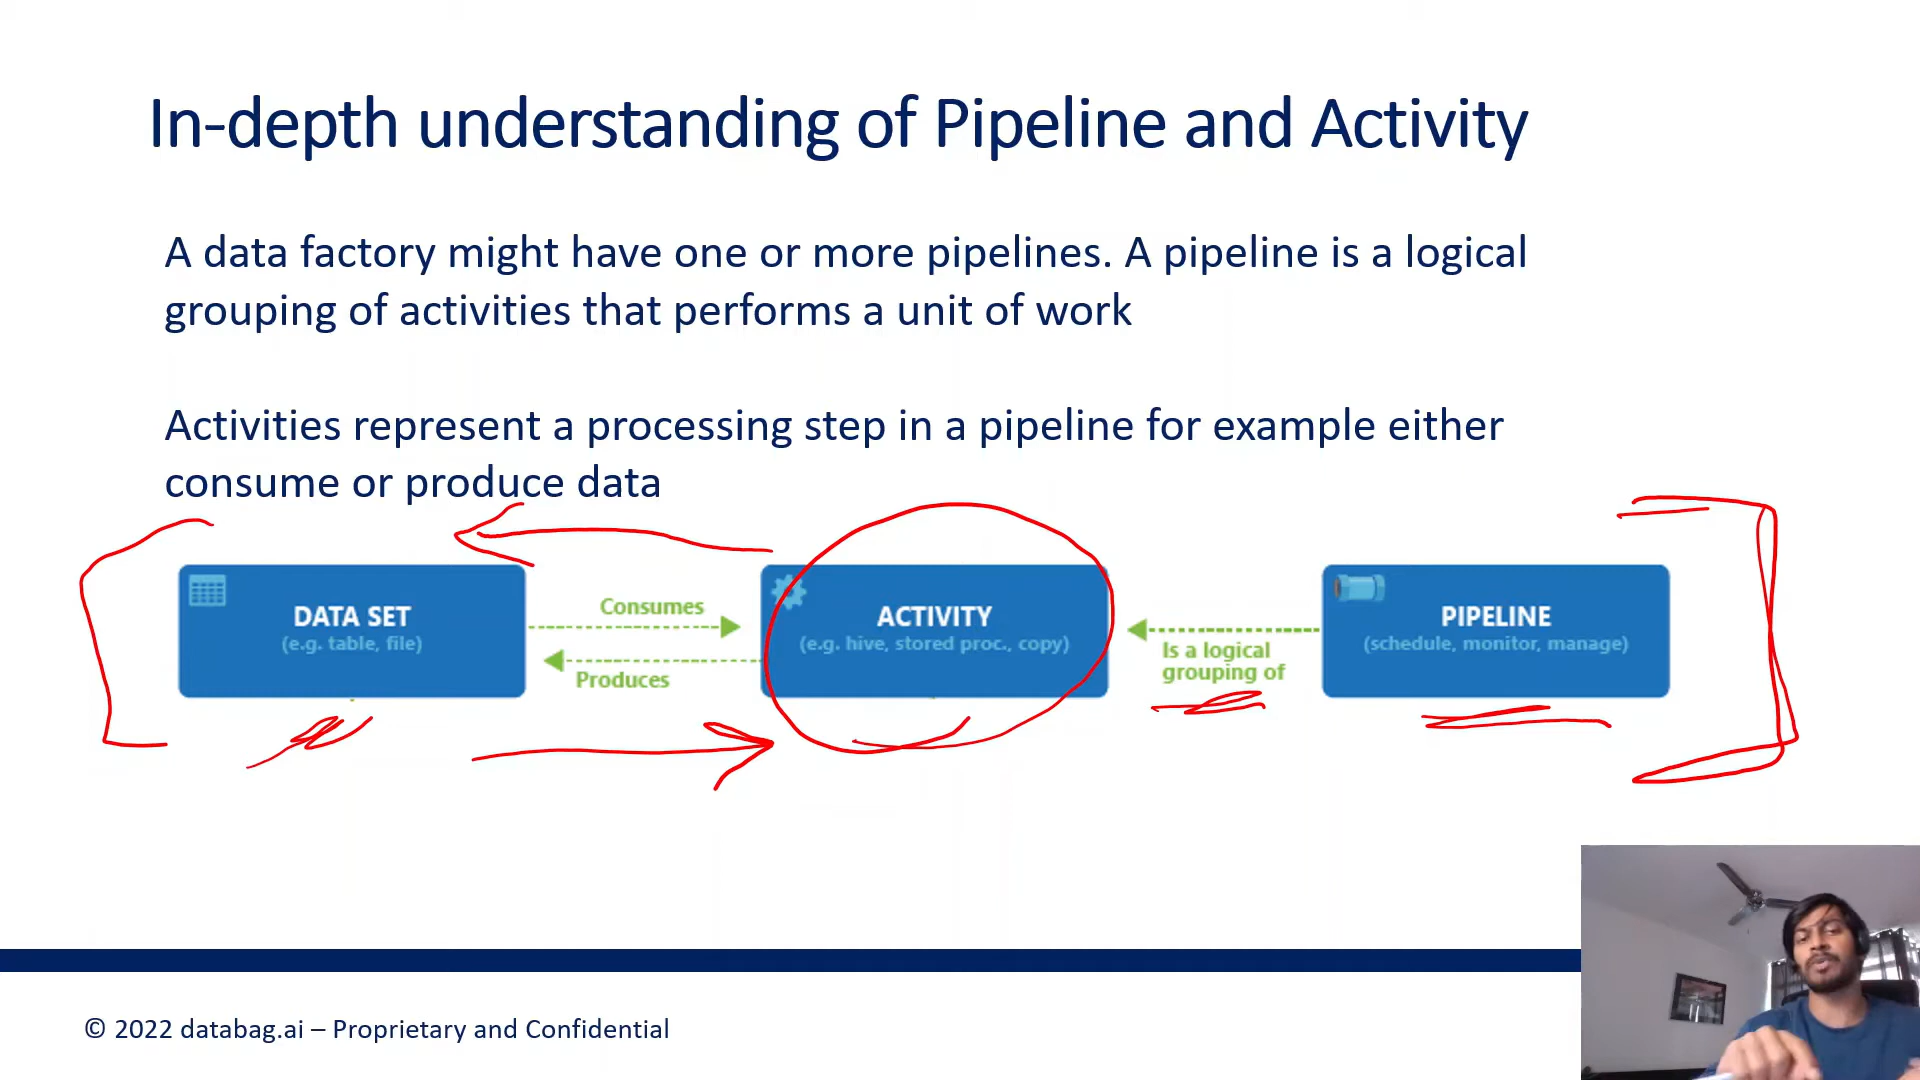 In-depth understanding of Pipeline and Activity
A data factory might have one or more pipelines. A pipeline is a logical
grouping of activities that performs a unit of work
Activities represent a processing step in a pipeline for example either
consume or produce data
DATA SET
(e.g. table, file)
Consumes
Produces
ACTIVITY
(e.g. hive, stored proc., copy)
Is a logical
grouping of
PIPELINE
(schedule, monitor, manage)
© 2022 databag.ai – Proprietary and Confidential